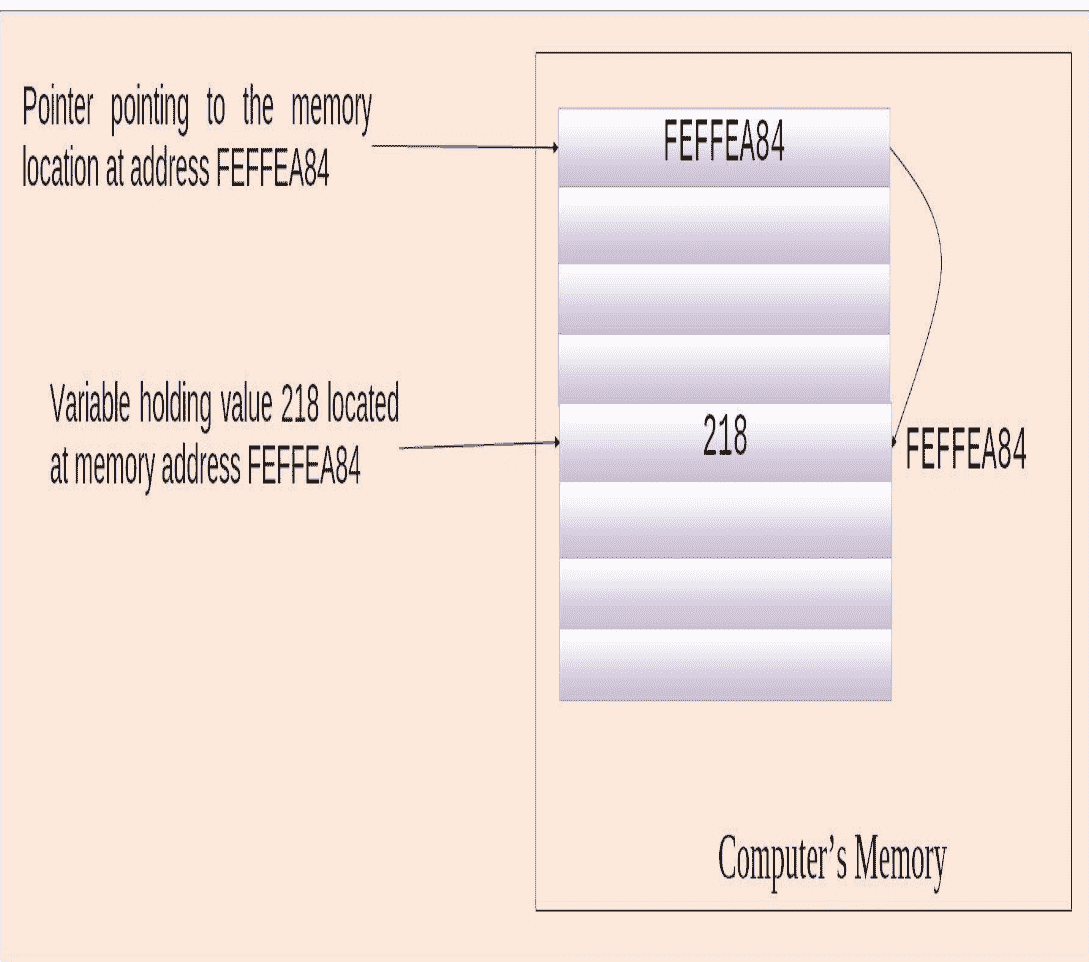 Pointer pointing to the memory
location at address FEFFEA84
FEFFEA84
Variable holding value 218 located
at memory address FEFFEA84
218
FEFFEA84
Computer’s Memory